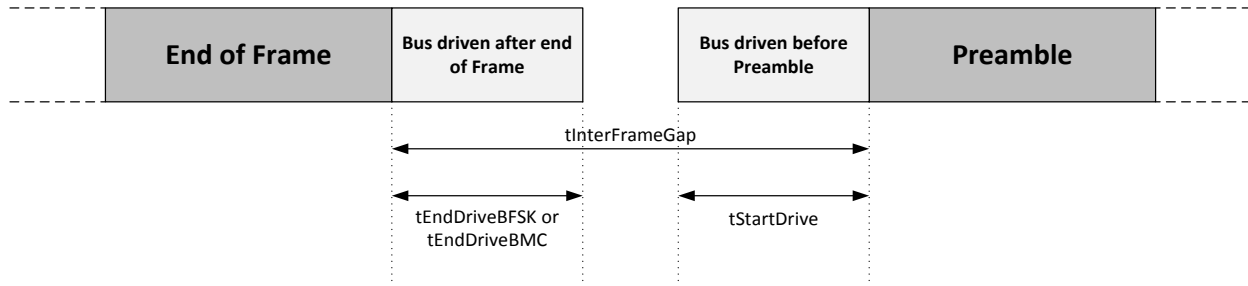 End of Frame
Bus driven after end
of Frame
Bus driven before
Preamble
Preamble
tInterFrameGap
tEndDriveBFSK or
tEndDriveBMC
tStartDrive